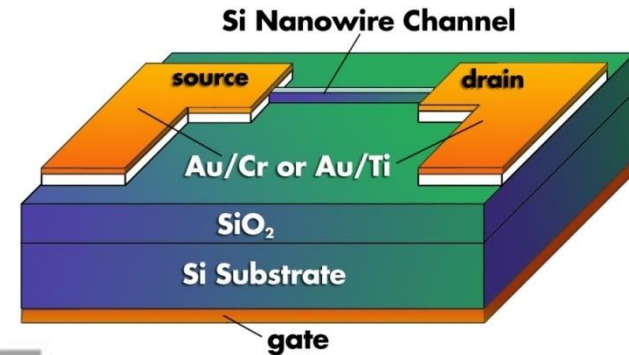 Si Nanowire Channel
source
drain
Au/Cr or Au/Ti
SiO₂
Si Substrate
gate